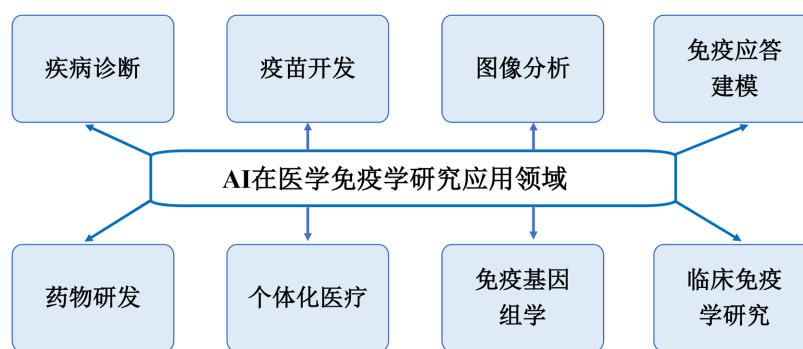 疾病诊断
疫苗开发
图像分析
免疫应答
建模
AI在医学免疫学研究应用领域
药物研发
个体化医疗
免疫基因
组学
临床免疫
学研究